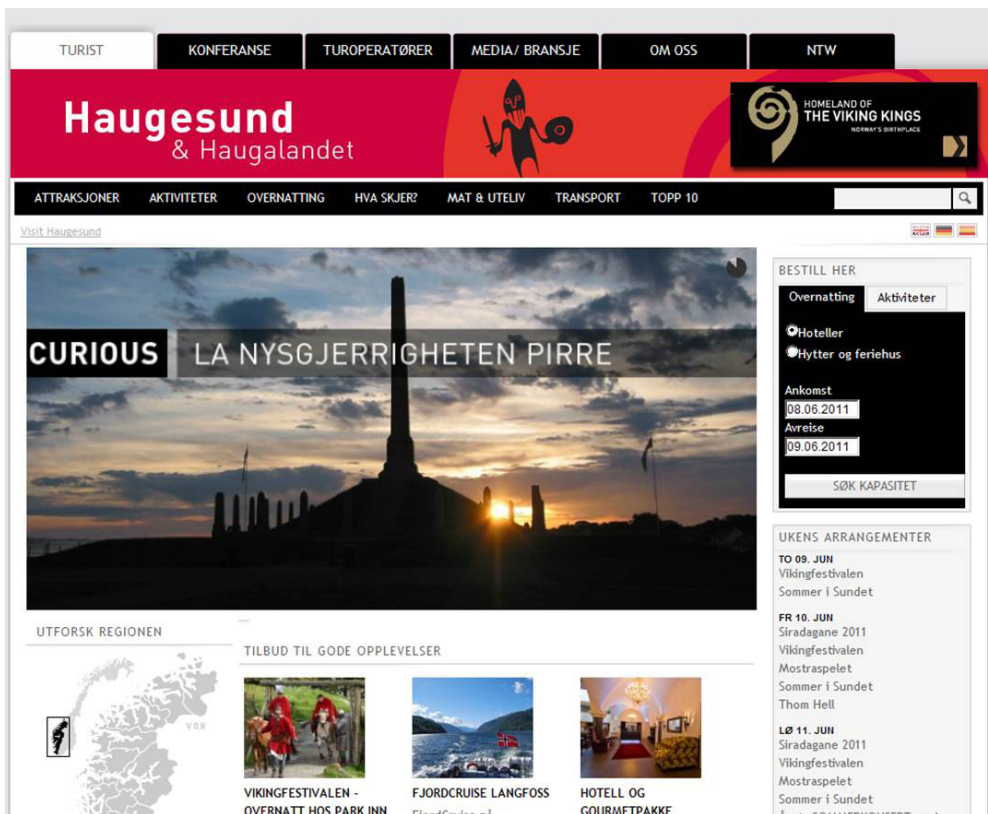 TURIST
KONFERANSE
TUROPERATØRER
MEDIA/ BRANSJE
OM OSS
NTW
Haugesund
& Haugalandet
HOMELAND OF
THE VIKING KINGS
NORWAY'S BIRTHPLACE
ATTRAKSJONER
AKTIVITETER
OVERNATTING
HVA SKJER?
MAT & UTELIV
TRANSPORT
TOPP 10
Visit Haugesund
CURIOUS LA NYSGJERRIGHETEN PIRRE
BESTILL HER
Overnatting
Aktiviteter
Hoteller
Hytter og feriehus
Ankomst
08.06.2011
Avreise
09.06.2011
SØK KAPASITET
UKENS ARRANGEMENTER
TO 09. JUN
Vikingfestivalen
Sommer i Sundet
FR 10. JUN
Siradagane 2011
Vikingfestivalen
Mostraspelet
Sommer i Sundet
Thom Hell
LØ 11. JUN
Siradagane 2011
Vikingfestivalen
Mostraspelet
Sommer i Sundet
UTFORSK REGIONEN
V0.9
TILBUD TIL GODE OPPLEVELSER
VIKINGFESTIVALEN -
OVERNATT HOS PARK INN
FJORDCRUISE LANGFOSS
FjordCruise på
HOTELL OG
GOURMETPAKKE